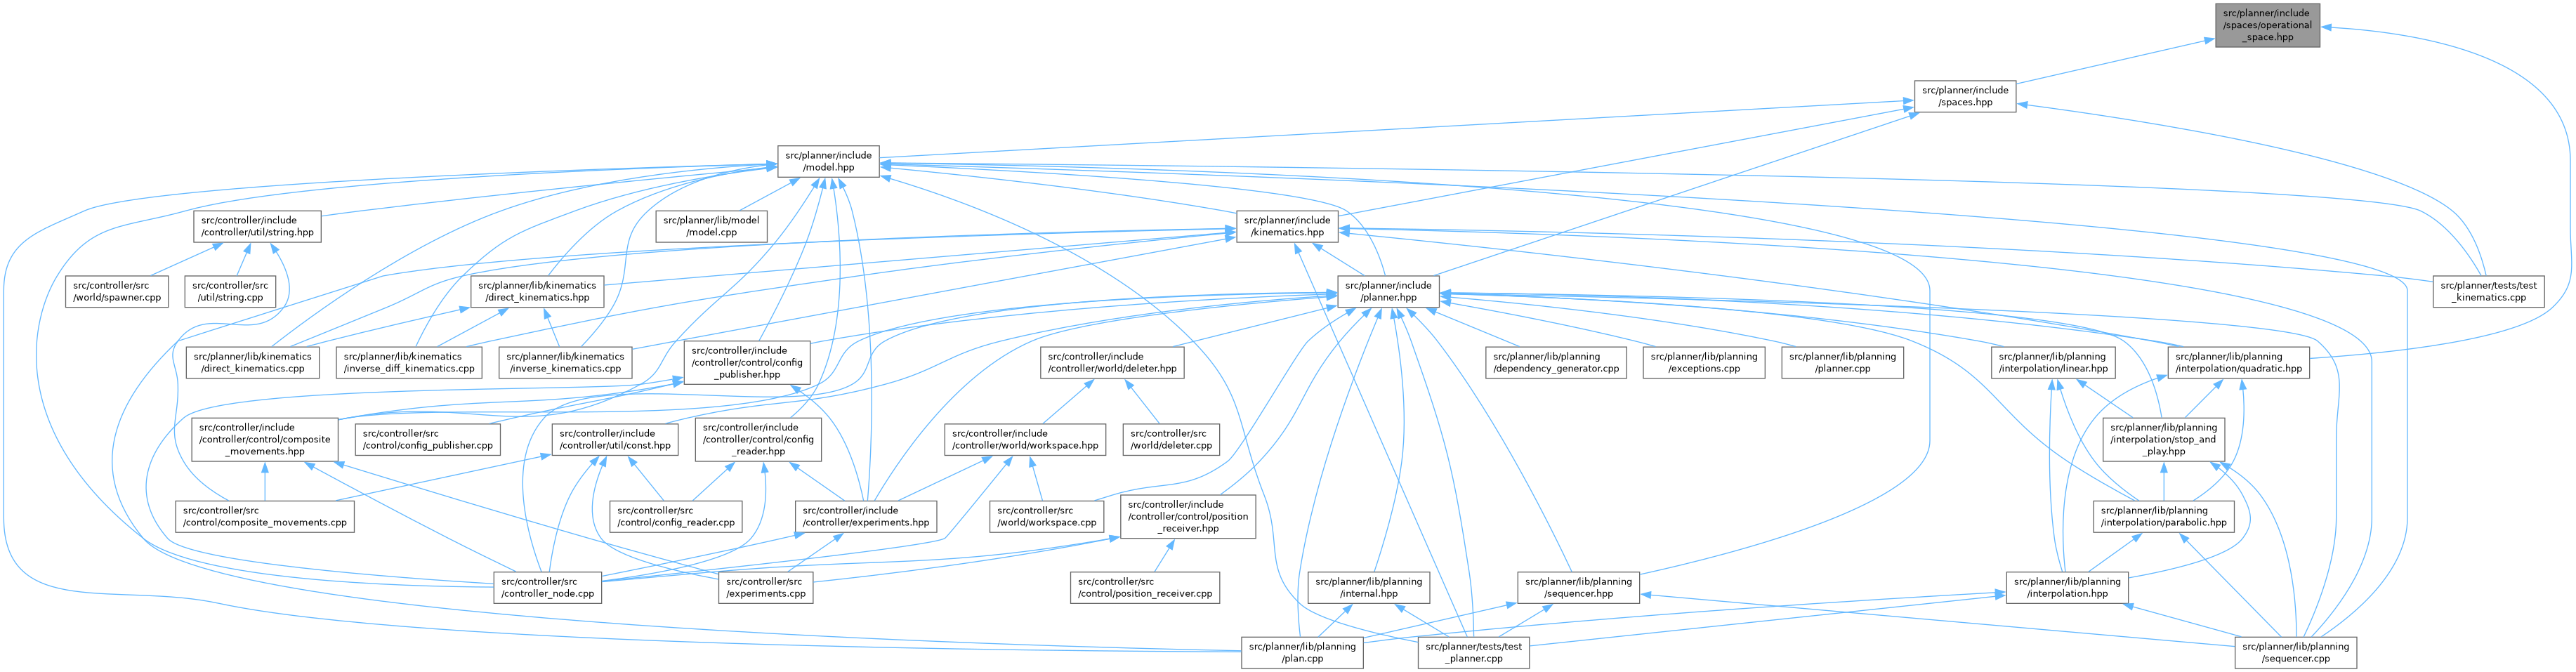 src/planner/include
/spaces/operational
_space.hpp
src/planner/include
/spaces.hpp
src/planner/include
/model.hpp
src/controller/include
/controller/util/string.hpp
src/planner/lib/model
/model.cpp
src/planner/include
/kinematics.hpp
src/controller/src
/world/spawner.cpp
src/controller/src
/util/string.cpp
src/planner/lib/kinematics
/direct_kinematics.hpp
src/planner/include
/planner.hpp
src/planner/tests/test
_kinematics.cpp
src/planner/lib/kinematics
/direct_kinematics.cpp
src/planner/lib/kinematics
/inverse_diff_kinematics.cpp
src/planner/lib/kinematics
/inverse_kinematics.cpp
src/controller/include
/controller/control/config
_publisher.hpp
src/controller/include
/controller/world/deleter.hpp
src/planner/lib/planning
/dependency_generator.cpp
src/planner/lib/planning
/exceptions.cpp
src/planner/lib/planning
/planner.cpp
src/planner/lib/planning
/interpolation/linear.hpp
src/planner/lib/planning
/interpolation/quadratic.hpp
src/controller/include
/controller/control/composite
_movements.hpp
src/controller/src
/control/config_publisher.cpp
src/controller/include
/controller/util/const.hpp
src/controller/include
/controller/control/config
_reader.hpp
src/controller/include
/controller/world/workspace.hpp
src/controller/src
/world/deleter.cpp
src/planner/lib/planning
/interpolation/stop_and
_play.hpp
src/controller/src
/control/composite_movements.cpp
src/controller/src
/control/config_reader.cpp
src/controller/include
/controller/experiments.hpp
src/controller/src
/world/workspace.cpp
src/controller/include
/controller/control/position
_receiver.hpp
src/planner/lib/planning
/interpolation/parabolic.hpp
src/controller/src
/controller_node.cpp
src/controller/src
/experiments.cpp
src/controller/src
/control/position_receiver.cpp
src/planner/lib/planning
/internal.hpp
src/planner/lib/planning
/sequencer.hpp
src/planner/lib/planning
/interpolation.hpp
src/planner/lib/planning
/plan.cpp
src/planner/tests/test
_planner.cpp
src/planner/lib/planning
/sequencer.cpp